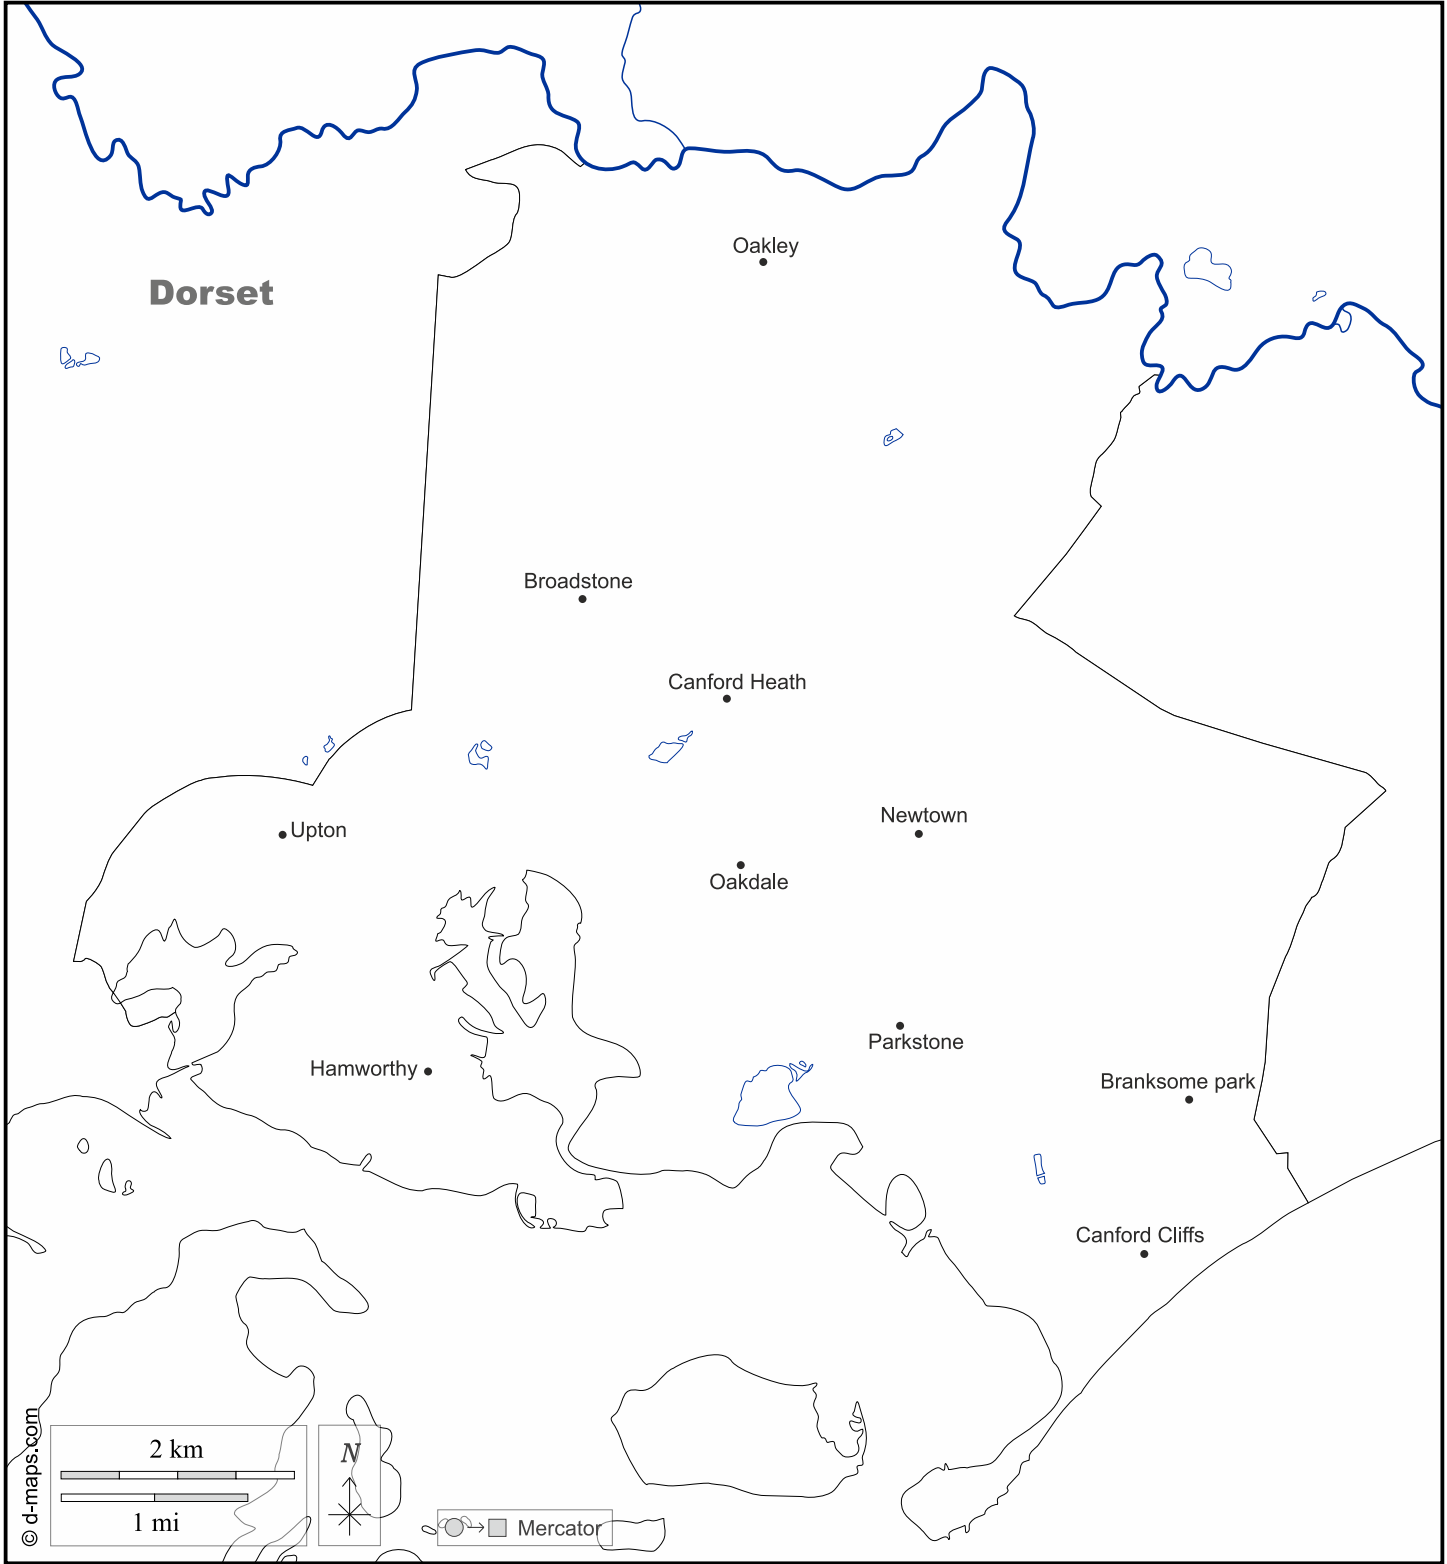 Oakley
Dorset
Broadstone
Canford Heath
Newtown
Upton
Oakdale
Parkstone
Hamworthy
Branksome park
Canford Cliffs
© d-maps.com
2 km
1 mi
N
Mercator